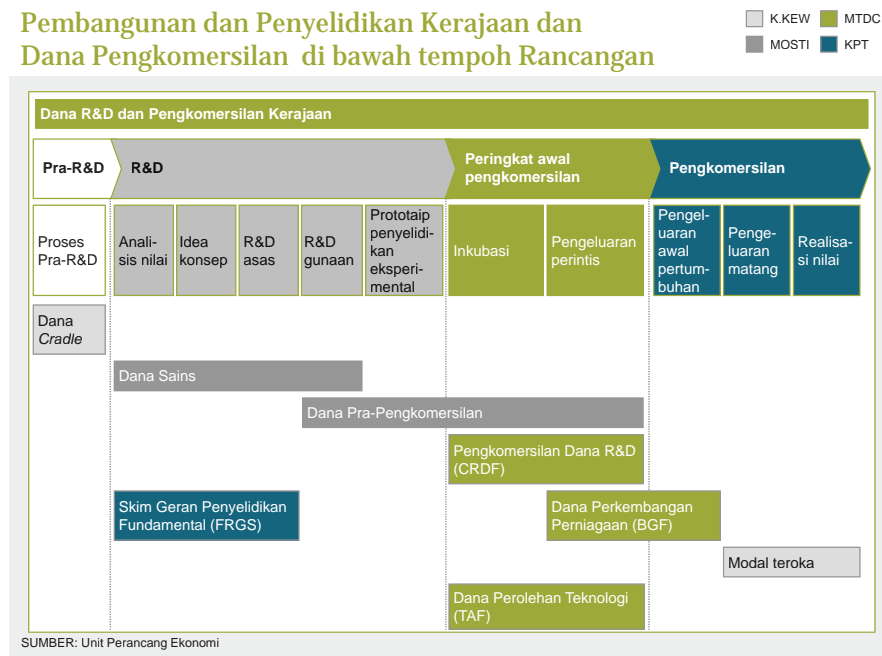 Pembangunan dan Penyelidikan Kerajaan dan
Dana Pengkomersilan di bawah tempoh Rancangan
K.KEW
MTDC
MOSTI
KPT
Dana R&D dan Pengkomersilan Kerajaan
Pra-R&D
R&D
Peringkat awal
pengkomersilan
Pengkomersilan
Proses
Pra-R&D
Anali-
sis nilai
Idea
konsep
R&D
asas
R&D
gunaan
Prototaip
penyelidi-
kan
eksperi-
mental
Inkubasi
Pengeluaran
perintis
Pengel-
uaran
awal
pertum-
buhan
Penge-
luaran
matang
Realisa-
si nilai
Dana
Cradle
Dana Sains
Dana Pra-Pengkomersilan
Pengkomersilan Dana R&D
(CRDF)
Skim Geran Penyelidikan
Fundamental (FRGS)
Dana Perkembangan
Perniagaan (BGF)
Modal teroka
Dana Perolehan Teknologi
(TAF)
SUMBER: Unit Perancang Ekonomi